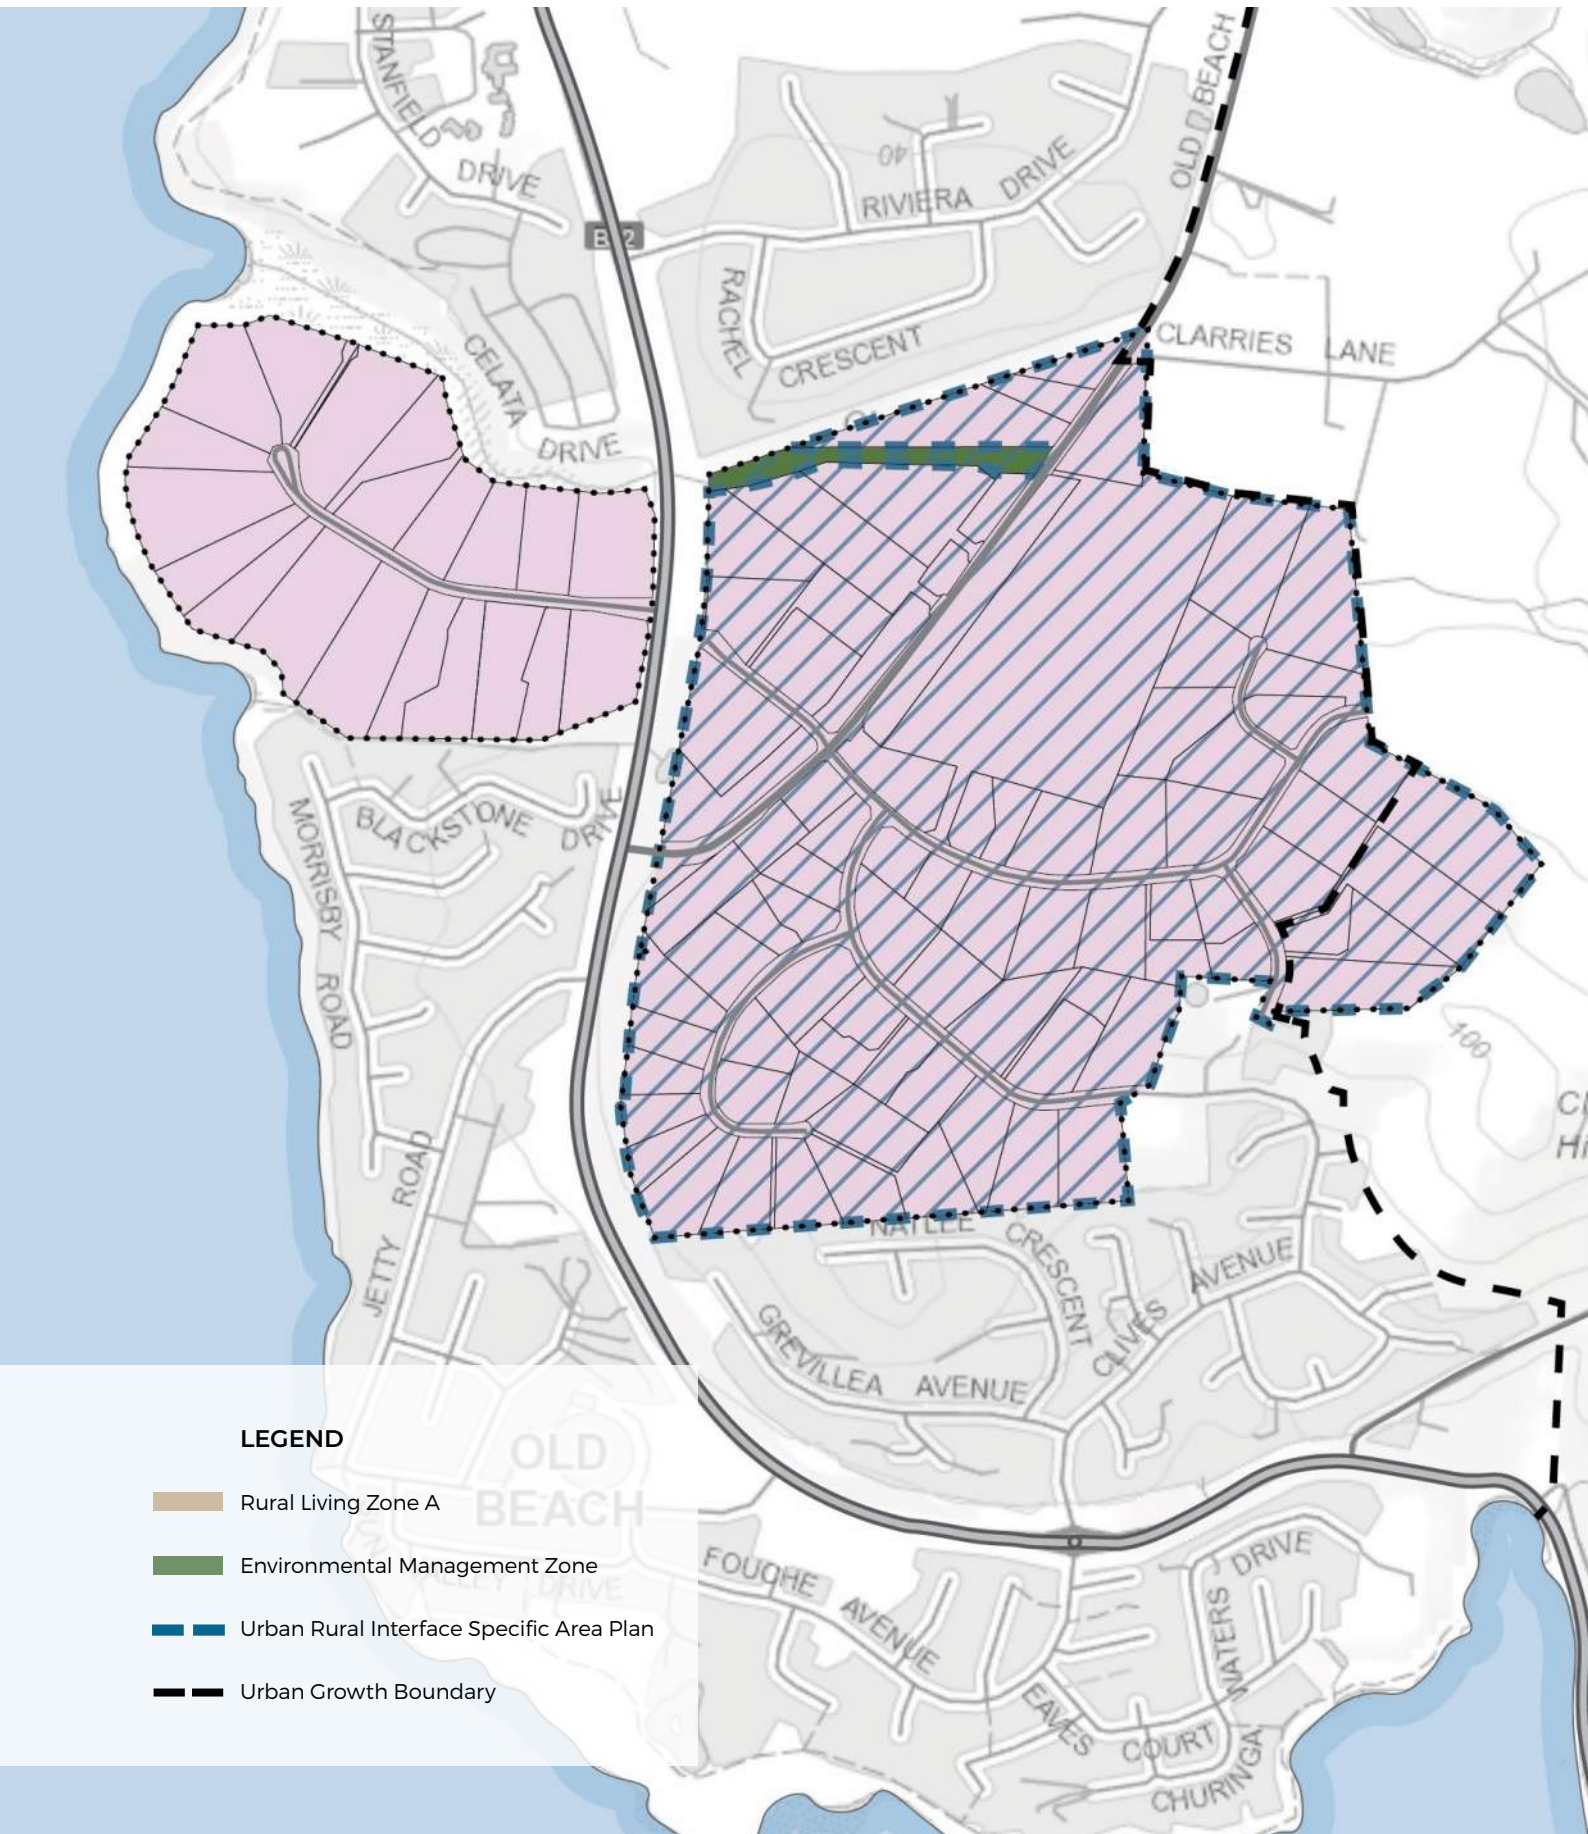 STANFIELD
DRIVE
OLD BEACH
40
RIVIERA DRIVE
RACHEL
CRESCENT
CLARRIES LANE
CELATA
DRIVE
BLACKSTONE
DRIVE
MORRISBY
ROAD
100
JETTY ROAD
CRESCENT
CLIVES AVENUE
GREVILLEA AVENUE
LEGEND
Rural Living Zone A
Environmental Management Zone
Urban Rural Interface Specific Area Plan
Urban Growth Boundary
OLD
BEACH
DRIVE
FOUCHE
AVENUE
WATERS DRIVE
EAVES
COURT
CHURINGA